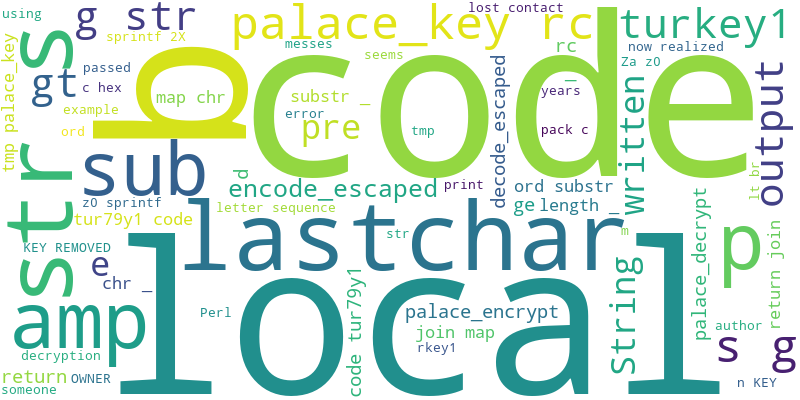 using
lost contact
g str
palace_key rc
turkey1
sprintf 2X
messes
rc
now realized
tmp palace_key
str s
gt
passed
seems
_
Za zO
c hex
map chr
substr _
years
p
code
decode_escaped
written
output
example
error
ord
pre
tmp
pack c
sub
d
encode_escaped
print
ord substr
lt br
zO sprintf
tur79y1 code
letter sequence
lastchar
ge
length _
m
KEY REMOVED
str
e
chr _
p
palace_decrypt
return join
String
local
code tur79y1
amp
Perl
palace_encrypt
author
join map
s g
decryption
rkey1
return
OWNER
n KEY
someone